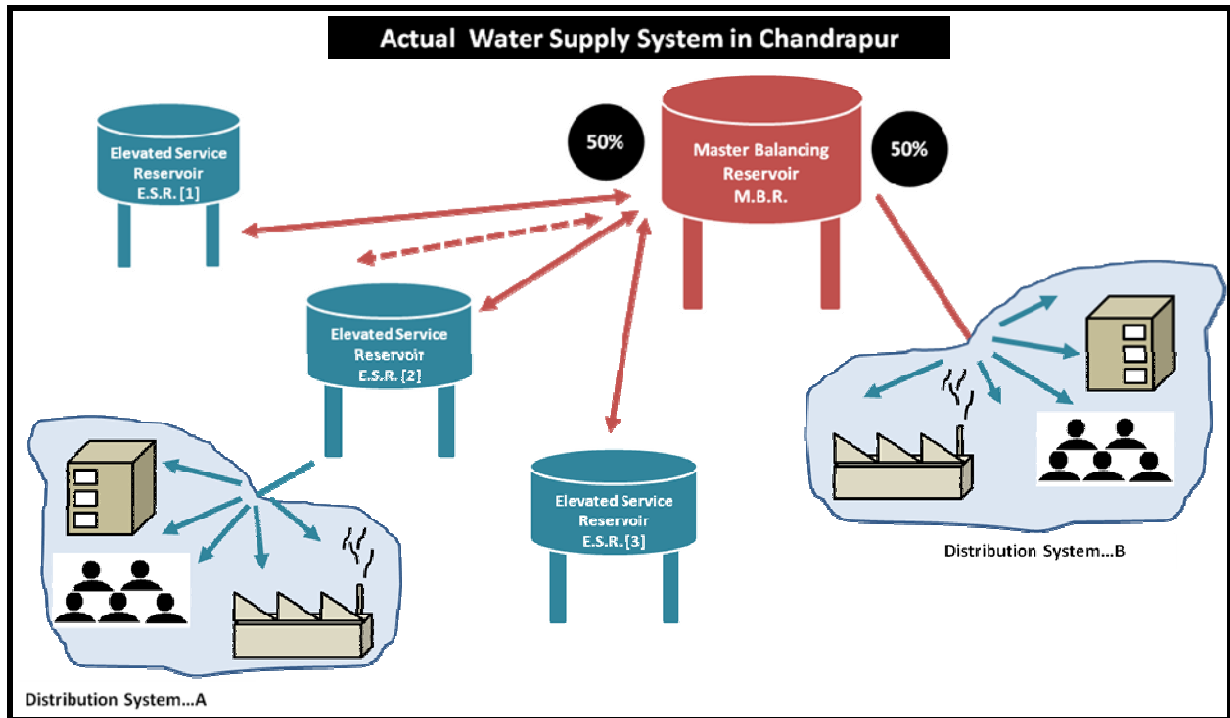 Actual Water Supply System in Chandrapur
Elevated Service
Reservoir
E.S.R. [1]
50%
Master Balancing
Reservoir
M.B.R.
50%
Elevated Service
Reservoir
E.S.R. [2]
Elevated Service
Reservoir
E.S.R.[3]
Distribution System...B
Distribution System...A